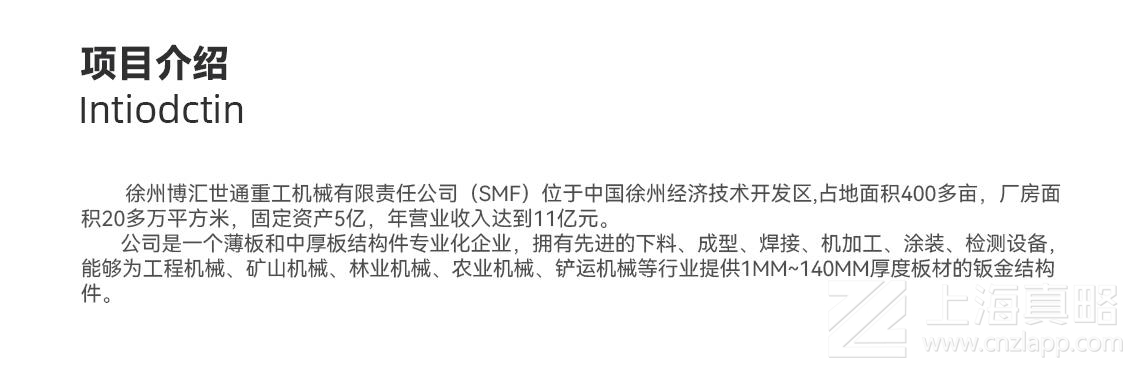 项目介绍
Intiodctin
徐州博汇世通重工机械有限责任公司（SMF）位于中国徐州经济技术开发区,占地面积400多亩，厂房面
积20多万平方米，固定资产5亿，年营业收入达到11亿元。
公司是一个薄板和中厚板结构件专业化企业，拥有先进的下料、成型、焊接、机加工、涂装、检测设备，
能够为工程机械、矿山机械、林业机械、农业机械、铲运机械等行业提供1MM~140MM厚度板材的钣金结构
件。
上海真略
www.cnzlapp.com